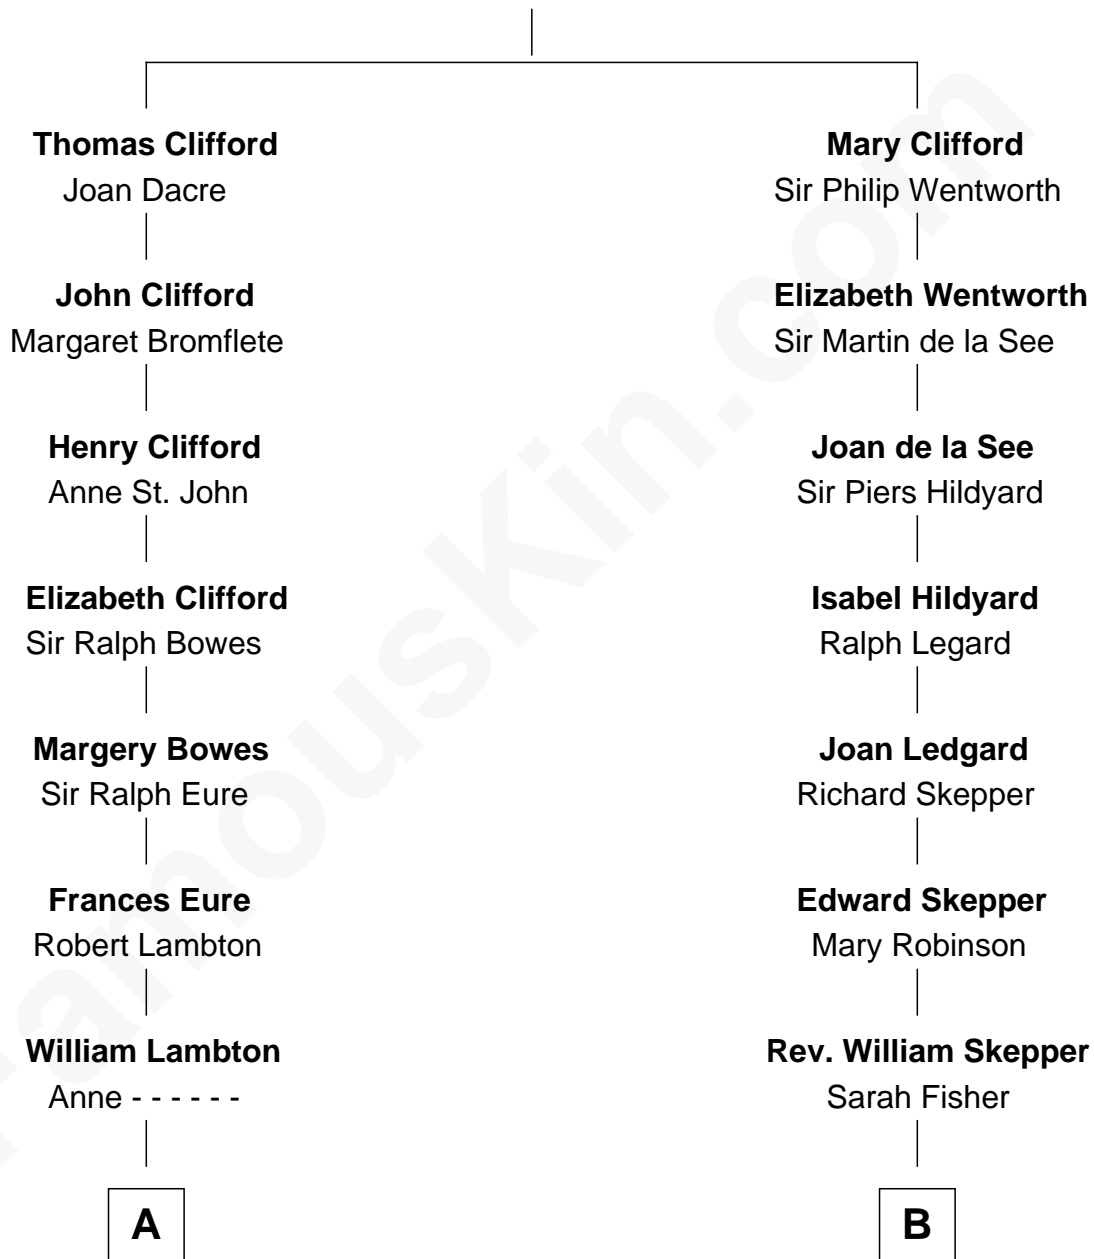 Thomas Clifford
Joan Dacre
John Clifford
Margaret Bromflete
Henry Clifford
Anne St. John
Elizabeth Clifford
Sir Ralph Bowes
Margery Bowes
Sir Ralph Eure
Frances Eure
Robert Lambton
William Lambton
Anne - - - - - -
A
Mary Clifford
Sir Philip Wentworth
Elizabeth Wentworth
Sir Martin de la See
Joan de la See
Sir Piers Hildyard
Isabel Hildyard
Ralph Legard
Joan Ledgard
Richard Skepper
Edward Skepper
Mary Robinson
Rev. William Skepper
Sarah Fisher
B
FamousKin.com